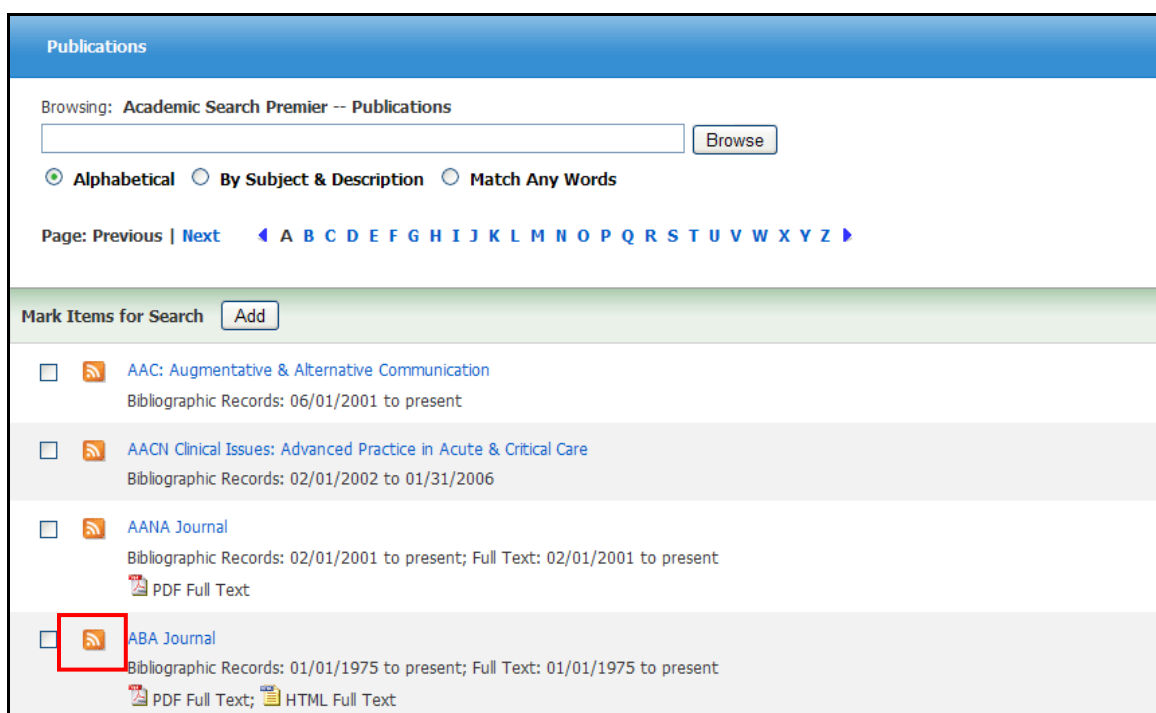 Publications
Browsing: Academic Search Premier -- Publications
Browse
Alphabetical By Subject & Description Match Any Words
Page: Previous | Next A B C D E F G H I J K L M N O P Q R S T U V W X Y Z
Mark Items for Search Add
AAC: Augmentative & Alternative Communication
Bibliographic Records: 06/01/2001 to present
AACN Clinical Issues: Advanced Practice in Acute & Critical Care
Bibliographic Records: 02/01/2002 to 01/31/2006
AANA Journal
Bibliographic Records: 02/01/2001 to present; Full Text: 02/01/2001 to present
PDF Full Text
ABA Journal
Bibliographic Records: 01/01/1975 to present; Full Text: 01/01/1975 to present
PDF Full Text; HTML Full Text